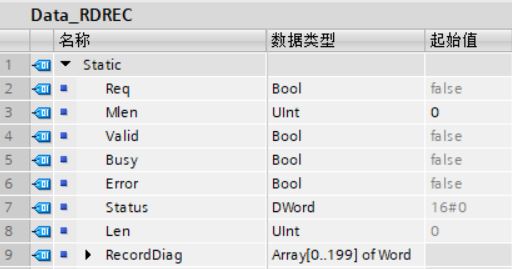 Data_RDREC
名称 数据类型 起始值
1 Static
2 Req Bool false
3 Mlen UInt 0
4 Valid Bool false
5 Busy Bool false
6 Error Bool false
7 Status DWord 16#0
8 Len UInt 0
9 RecordDiag Array[0..199] of Word